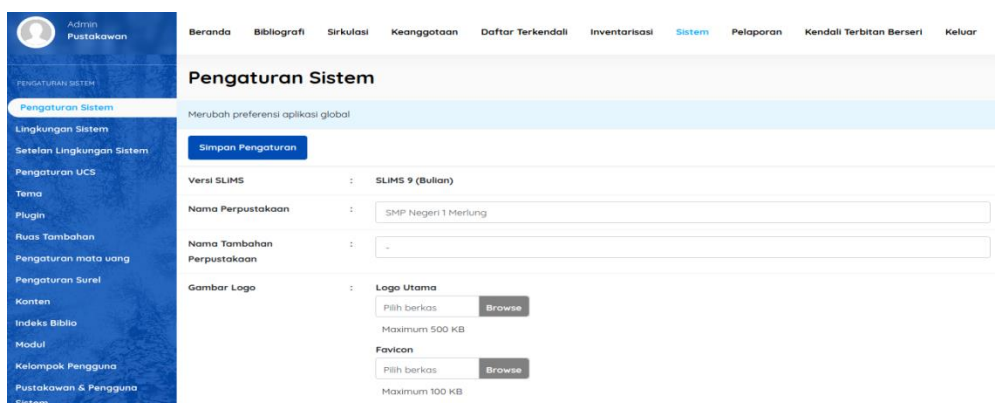 Admin
Pustakawan
Beranda Bibliografi Sirkulasi Keanggotaan Daftar Terkendali Inventarisasi Sistem Pelaporan Kendali Terbitan Berseri Keluar
PENGATURAN SISTEM
Pengaturan Sistem
Lingkungan Sistem
Setelan Lingkungan Sistem
Pengaturan UCS
Tema
Plugin
Ruas Tambahan
Pengaturan mata uang
Pengaturan Surel
Konten
Indeks Biblio
Modul
Kelompok Pengguna
Pustakawan & Pengguna
Sistem
Pengaturan Sistem
Merubah preferensi aplikasi global
Simpan Pengaturan
Versi SLiMS : SLiMS 9 (Bulian)
Nama Perpustakaan : SMP Negeri 1 Merlung
Nama Tambahan
Perpustakaan : -
Gambar Logo : Logo Utama
Pilih berkas Browse
Maximum 500 KB
Favicon
Pilih berkas Browse
Maximum 100 KB